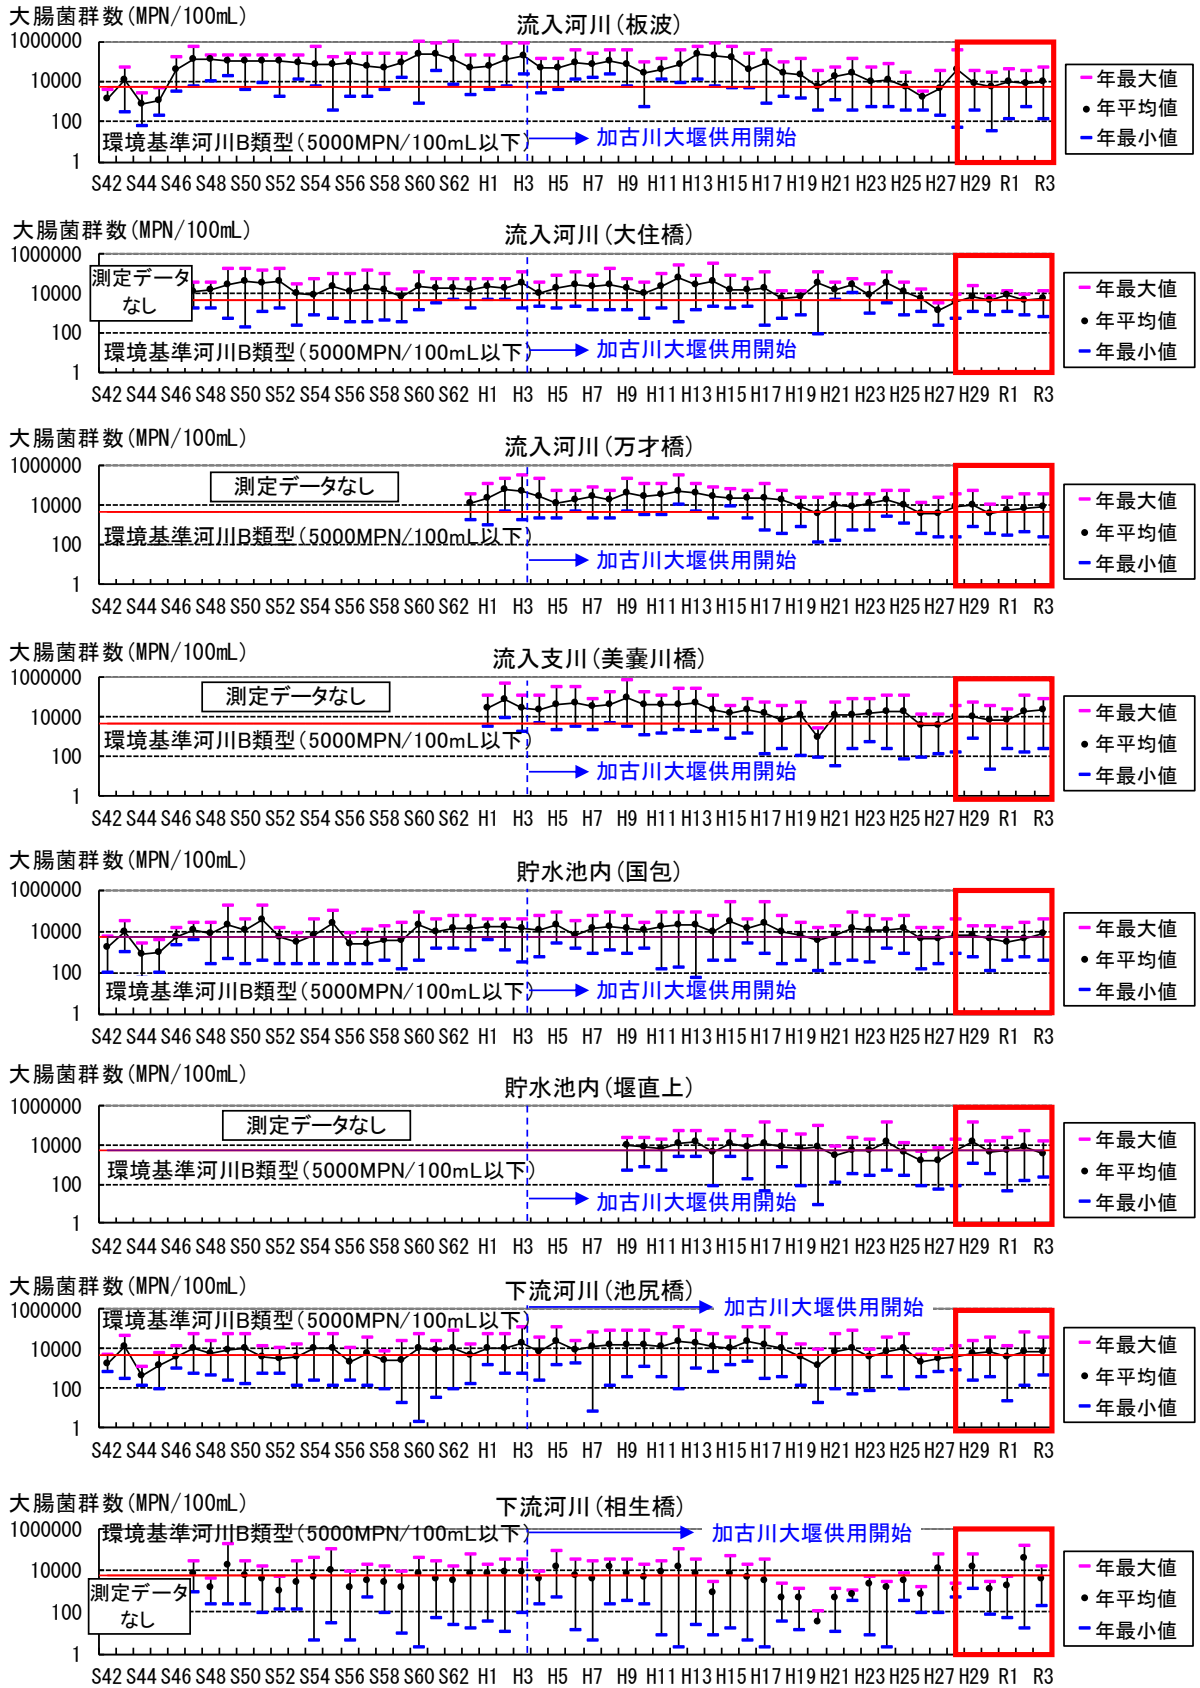 大腸菌群数(MPN/100mL)
流入河川(板波)
1000000
10000
100
1
環境基準河川B類型(5000MPN/100mL以下)
加古川大堰供用開始
年最大値
年平均値
年最小値
S42 S44 S46 S48 S50 S52 S54 S56 S58 S60 S62 H1 H3 H5 H7 H9 H11 H13 H15 H17 H19 H21 H23 H25 H27 H29 R1 R3
大腸菌群数(MPN/100mL)
流入河川(大住橋)
1000000
10000
100
1
測定データ
なし
環境基準河川B類型(5000MPN/100mL以下)
加古川大堰供用開始
年最大値
年平均値
年最小値
S42 S44 S46 S48 S50 S52 S54 S56 S58 S60 S62 H1 H3 H5 H7 H9 H11 H13 H15 H17 H19 H21 H23 H25 H27 H29 R1 R3
大腸菌群数(MPN/100mL)
流入河川(万才橋)
1000000
10000
100
1
測定データなし
環境基準河川B類型(5000MPN/100mL以下)
加古川大堰供用開始
年最大値
年平均値
年最小値
S42 S44 S46 S48 S50 S52 S54 S56 S58 S60 S62 H1 H3 H5 H7 H9 H11 H13 H15 H17 H19 H21 H23 H25 H27 H29 R1 R3
大腸菌群数(MPN/100mL)
流入支川(美嚢川橋)
1000000
10000
100
1
測定データなし
環境基準河川B類型(5000MPN/100mL以下)
加古川大堰供用開始
年最大値
年平均値
年最小値
S42 S44 S46 S48 S50 S52 S54 S56 S58 S60 S62 H1 H3 H5 H7 H9 H11 H13 H15 H17 H19 H21 H23 H25 H27 H29 R1 R3
大腸菌群数(MPN/100mL)
貯水池内(国包)
1000000
10000
100
1
環境基準河川B類型(5000MPN/100mL以下)
加古川大堰供用開始
年最大値
年平均値
年最小値
S42 S44 S46 S48 S50 S52 S54 S56 S58 S60 S62 H1 H3 H5 H7 H9 H11 H13 H15 H17 H19 H21 H23 H25 H27 H29 R1 R3
大腸菌群数(MPN/100mL)
貯水池内(堰直上)
1000000
10000
100
1
測定データなし
環境基準河川B類型(5000MPN/100mL以下)
加古川大堰供用開始
年最大値
年平均値
年最小値
S42 S44 S46 S48 S50 S52 S54 S56 S58 S60 S62 H1 H3 H5 H7 H9 H11 H13 H15 H17 H19 H21 H23 H25 H27 H29 R1 R3
大腸菌群数(MPN/100mL)
下流河川(池尻橋)
1000000
10000
100
1
環境基準河川B類型(5000MPN/100mL以下)
加古川大堰供用開始
年最大値
年平均値
年最小値
S42 S44 S46 S48 S50 S52 S54 S56 S58 S60 S62 H1 H3 H5 H7 H9 H11 H13 H15 H17 H19 H21 H23 H25 H27 H29 R1 R3
大腸菌群数(MPN/100mL)
下流河川(相生橋)
1000000
10000
100
1
環境基準河川B類型(5000MPN/100mL以下)
加古川大堰供用開始
測定データ
なし
年最大値
年平均値
年最小値
S42 S44 S46 S48 S50 S52 S54 S56 S58 S60 S62 H1 H3 H5 H7 H9 H11 H13 H15 H17 H19 H21 H23 H25 H27 H29 R1 R3